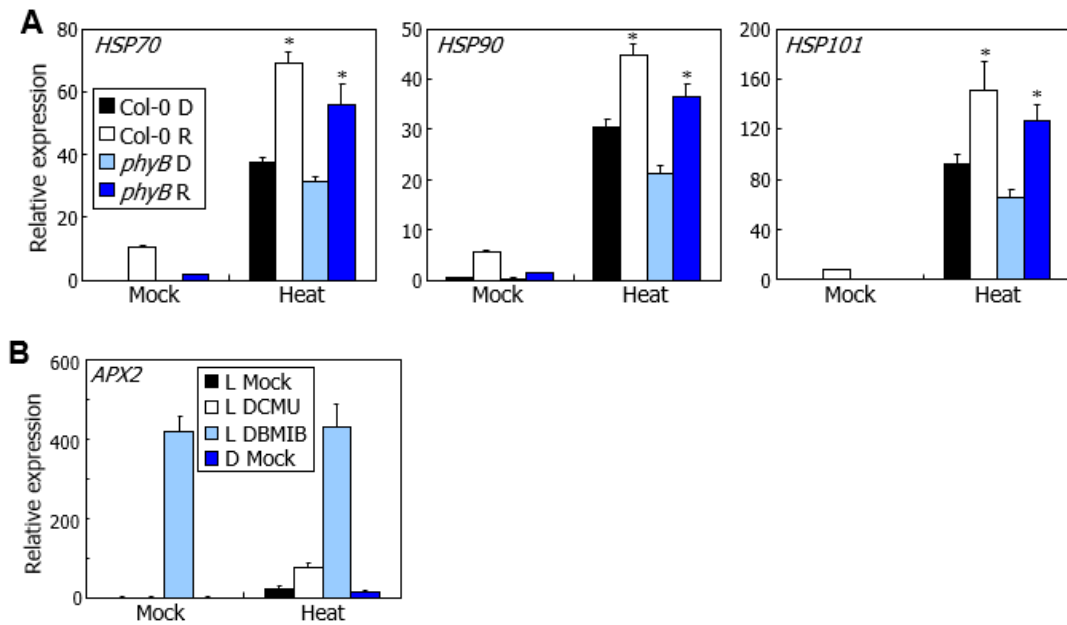 A
HSP70
Relative expression
80
60
40
20
0
Col-0 D
Col-0 R
phyB D
phyB R
*
*
Mock
Heat
HSP90
50
40
30
20
10
0
*
*
Mock
Heat
HSP101
200
160
120
80
40
0
*
*
Mock
Heat
B
APX2
Relative expression
600
400
200
0
L Mock
L DCMU
L DBMIB
D Mock
Mock
Heat